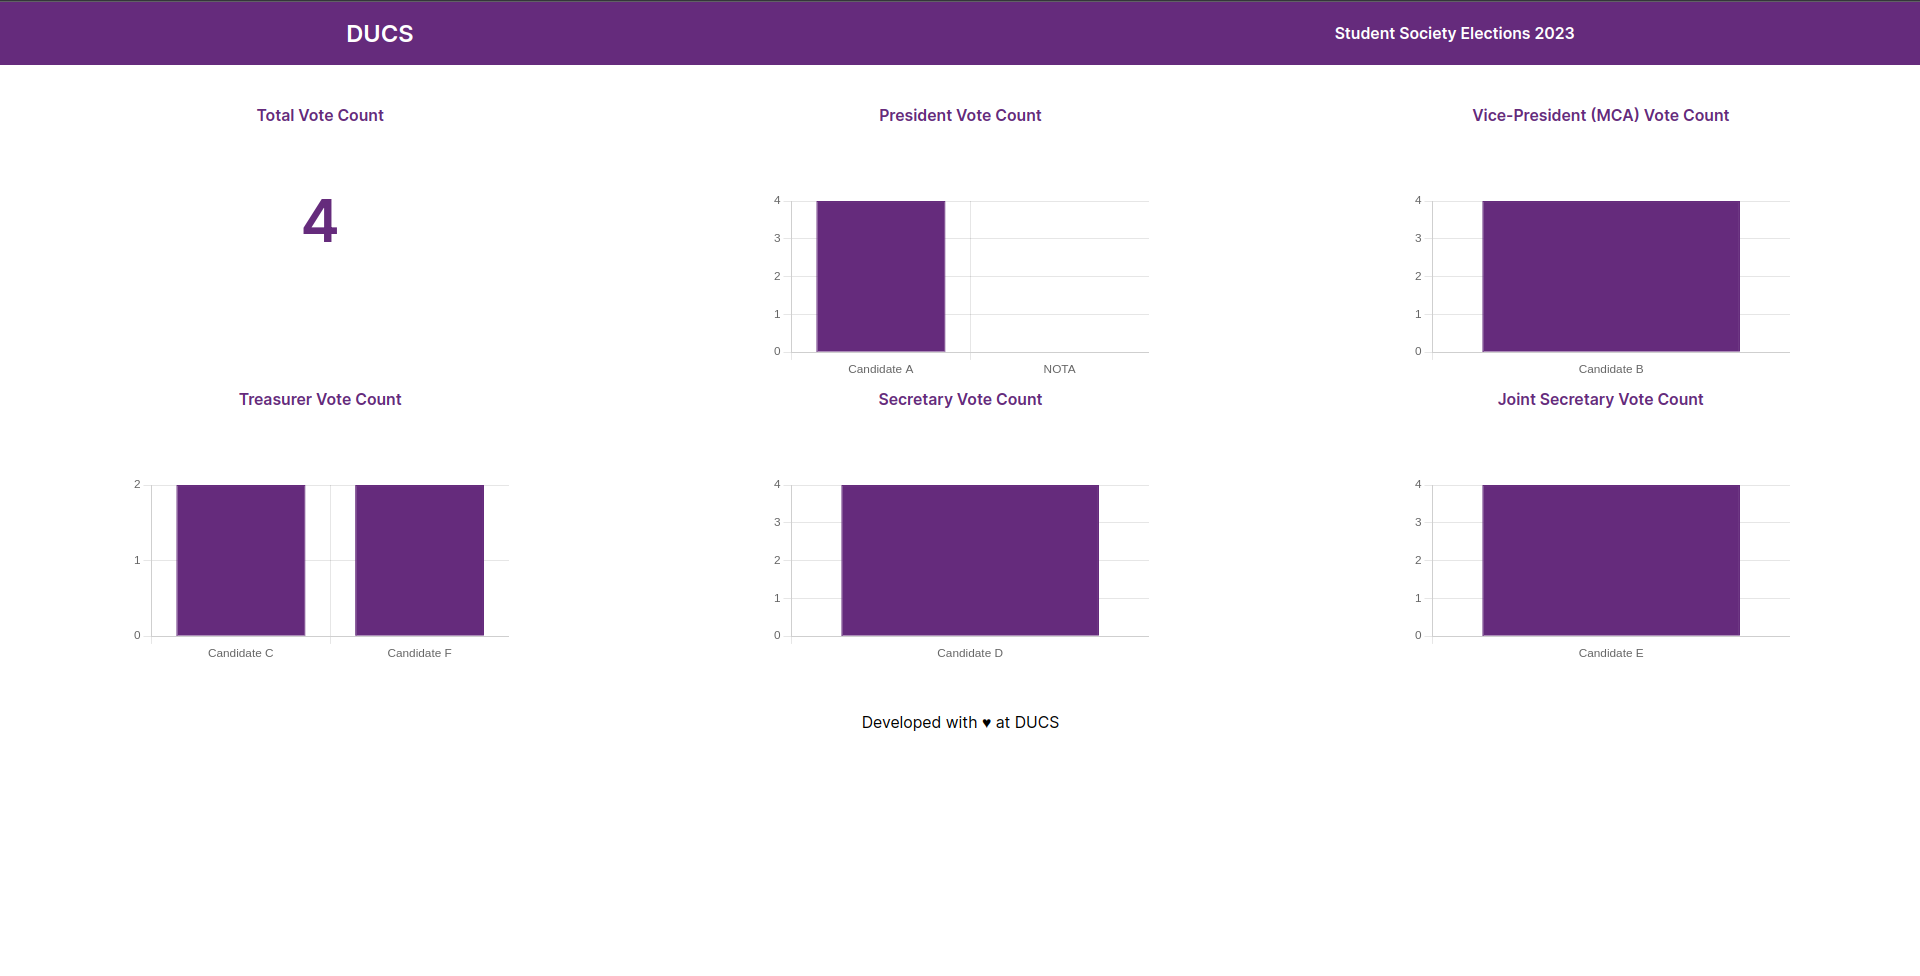 DUCS
Student Society Elections 2023
Total Vote Count
4
President Vote Count
4
3
2
1
0
Candidate A
NOTA
Vice-President (MCA) Vote Count
4
3
2
1
0
Candidate B
Treasurer Vote Count
2
1
0
Candidate C
Candidate F
Secretary Vote Count
4
3
2
1
0
Candidate D
Joint Secretary Vote Count
4
3
2
1
0
Candidate E
Developed with ♥ at DUCS